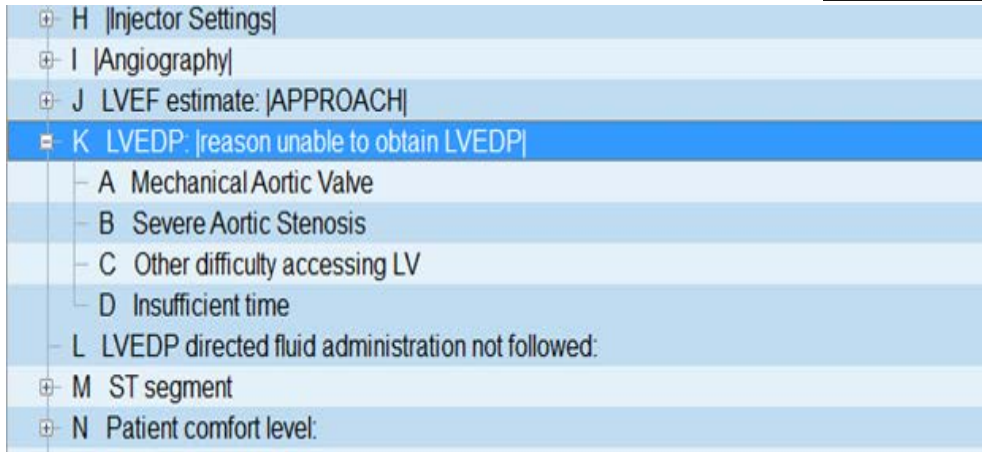 H |Injector Settings|
I |Angiography|
J LVEF estimate: |APPROACH|
K LVEDP: |reason unable to obtain LVEDP|
A Mechanical Aortic Valve
B Severe Aortic Stenosis
C Other difficulty accessing LV
D Insufficient time
L LVEDP directed fluid administration not followed:
M ST segment
N Patient comfort level: